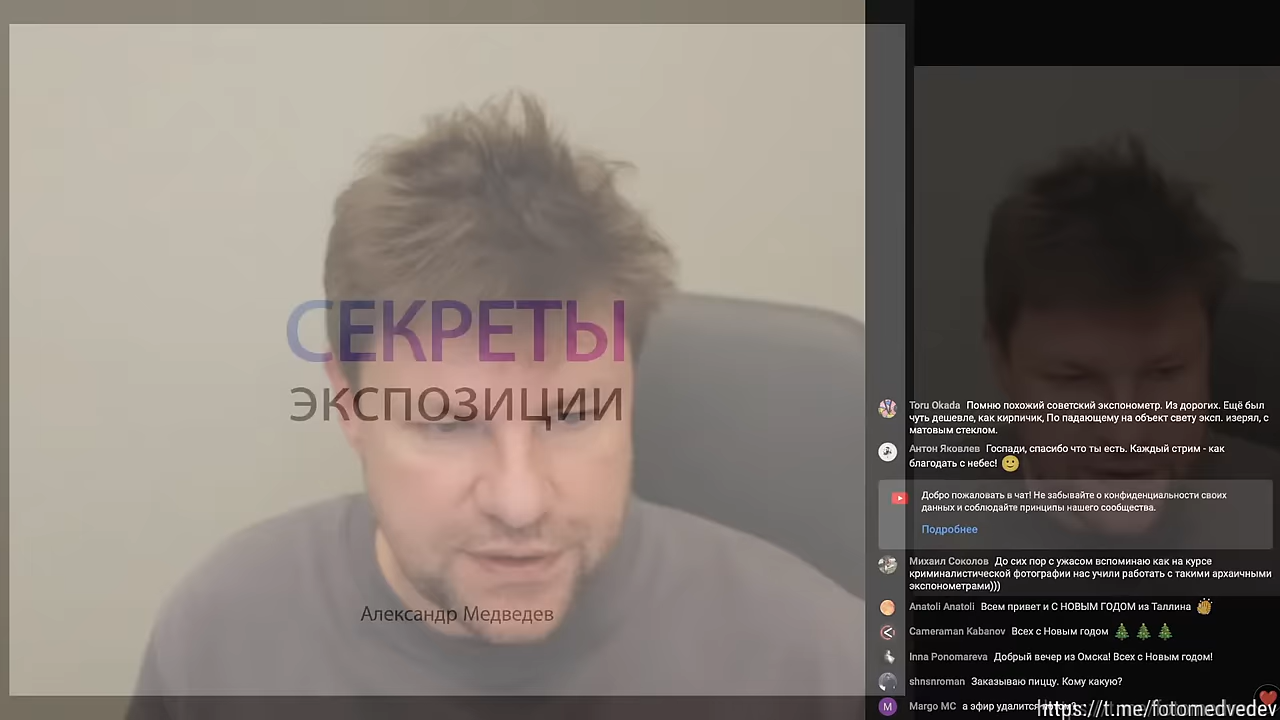 СЕКРЕТЫ
ЭКСПОЗИЦИИ
Александр Медведев
Toru Okada Помню похожий советский экспонометр. Из дорогих. Ещё был
чуть дешевле, как кирпичик, По падающему на объект свету эксп. изерял, с
матовым стеклом.
Антон Яковлев Госпади, спасибо что ты есть. Каждый стрим - как
благодать с небес!
Добро пожаловать в чат! Не забывайте о конфиденциальности своих
данных и соблюдайте принципы нашего сообщества.
Подробнее
Михаил Соколов До сих пор с ужасом вспоминаю как на курсе
криминалистической фотографии нас учили работать с такими архаичными
экспонометрами)))
Anatoli Anatoli Всем привет и С НОВЫМ ГОДОМ из Таллина
Cameraman Kabanov Всех с Новым годом
Inna Ponomareva Добрый вечер из Омска! Всех с Новым годом!
shnsnroman Заказываю пиццу. Кому какую?
M Margo MC а эфир удалится
https://t.me/fotomedvedev